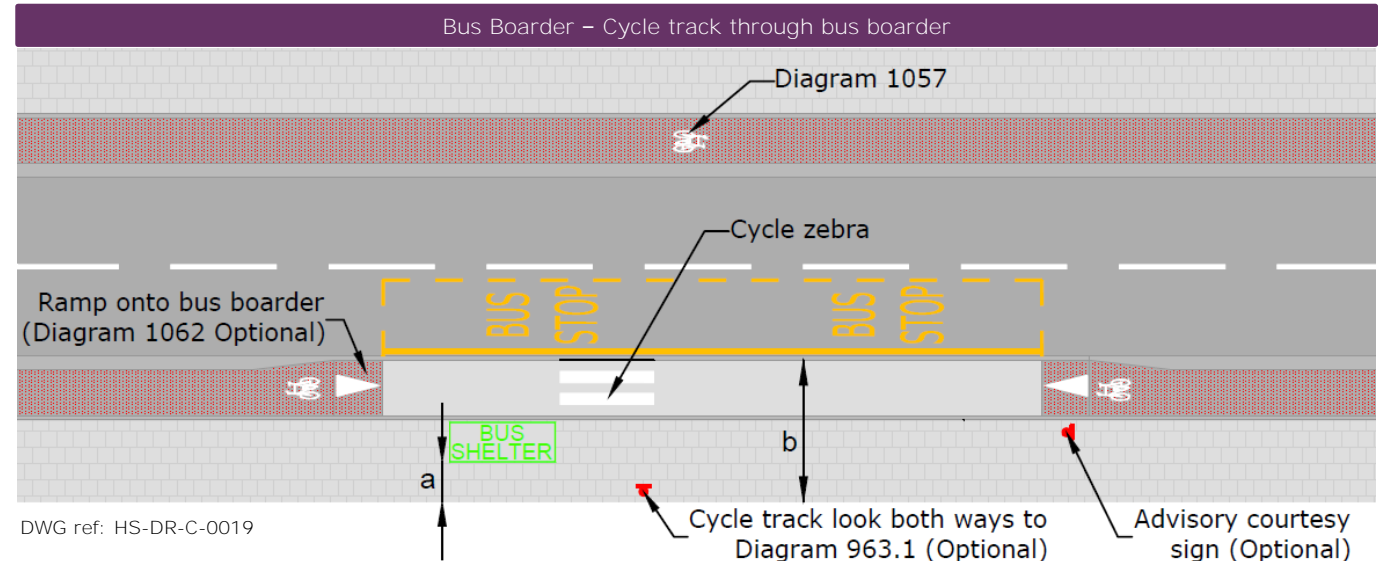 Bus Boarder – Cycle track through bus boarder
Diagram 1057
Cycle zebra
Ramp onto bus boarder
(Diagram 1062 Optional)
BUS
STOP
BUS
STOP
BUS
SHELTER
a
b
DWG ref: HS-DR-C-0019
Cycle track look both ways to
Diagram 963.1 (Optional)
Advisory courtesy
sign (Optional)